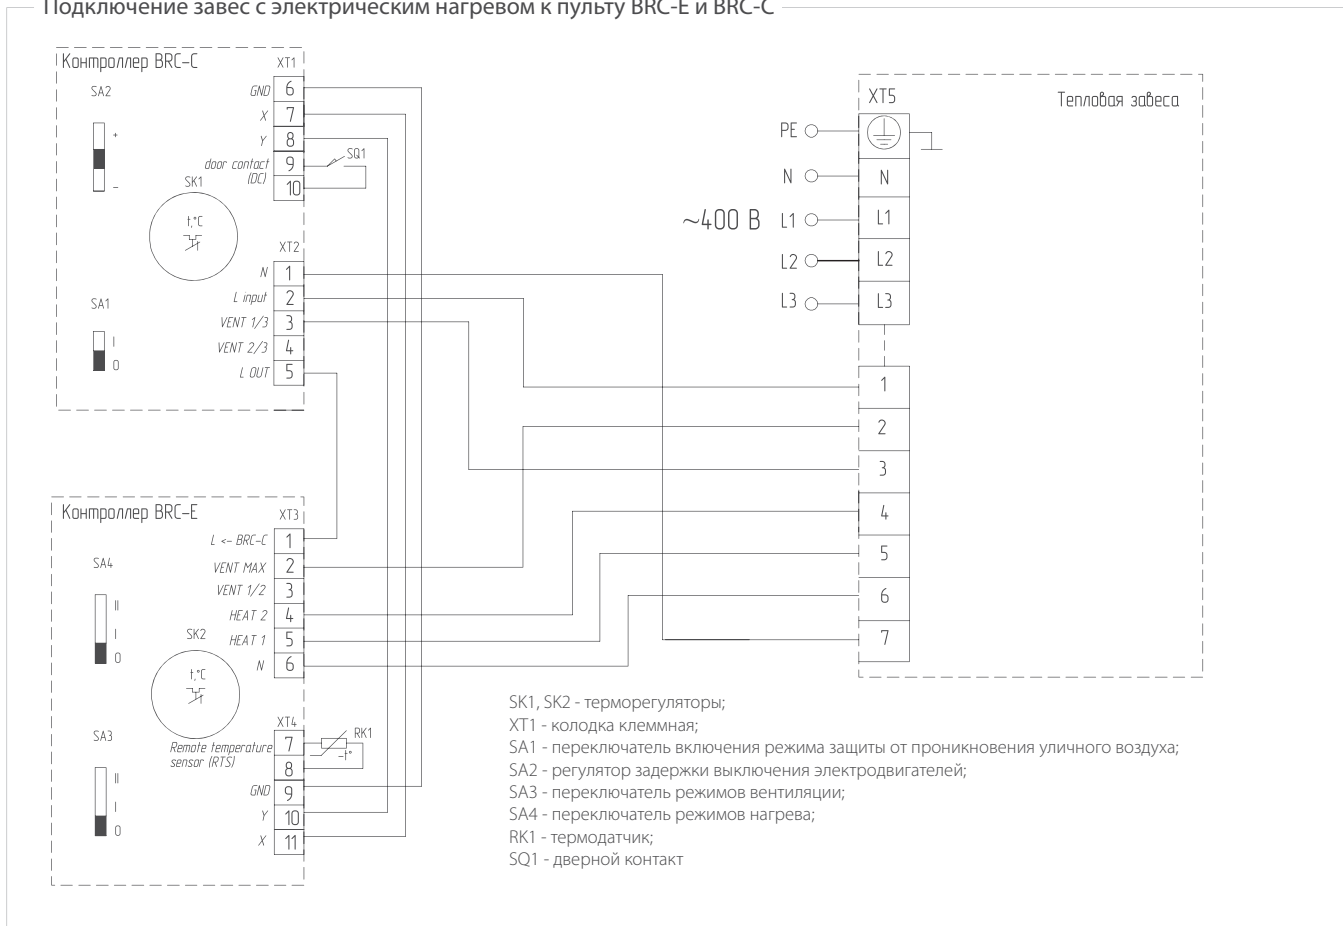 Подключение завес с электрическим нагревом к пульту BRC-E и BRC-C
Контроллер BRC-C
XT1
SA2
+
-
GND 6
X 7
Y 8
door contact (DC) 9
10
SQ1
SK1
t,°C
XT2
N 1
L input 2
VENT 1/3 3
VENT 2/3 4
L OUT 5
SA1
I
0
Контроллер BRC-E
XT3
L <- BRC-C 1
VENT MAX 2
VENT 1/2 3
HEAT 2 4
HEAT 1 5
N 6
SA4
II
I
0
SK2
t,°C
XT4
Remote temperature 7
sensor (RTS) 8
RK1
-t°
GND 9
Y 10
X 11
SA3
II
I
0
XT5
Тепловая завеса
PE
N N
~400 В L1 L1
L2 L2
L3 L3
1
2
3
4
5
6
7
SK1, SK2 - терморегуляторы;
XT1 - колодка клеммная;
SA1 - переключатель включения режима защиты от проникновения уличного воздуха;
SA2 - регулятор задержки выключения электродвигателей;
SA3 - переключатель режимов вентиляции;
SA4 - переключатель режимов нагрева;
RK1 - термодатчик;
SQ1 - дверной контакт